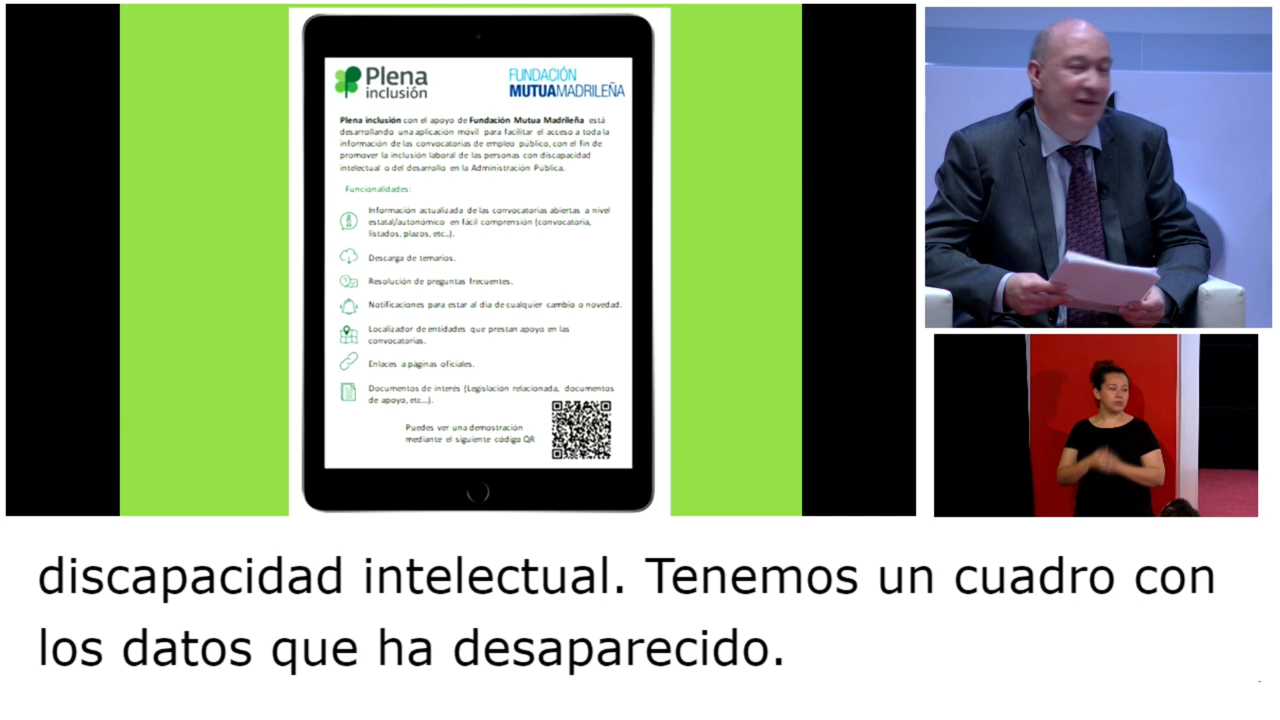 Plena
inclusión
FUNDACIÓN
MUTUAMADRILEÑA
Plena inclusión con el apoyo de Fundación Mutua Madrileña está
desarrollando una aplicación móvil para facilitar el acceso a toda la
información de las convocatorias de empleo público, con el fin de
promover la inclusión laboral de las personas con discapacidad
intelectual o del desarrollo en la Administración Pública.
Funcionalidades:
Información actualizada de las convocatorias abiertas a nivel
estatal/autonómico en fácil comprensión (convocatoria,
listados, plazos, etc..).
Descarga de temarios.
Resolución de preguntas frecuentes.
Notificaciones para estar al día de cualquier cambio o novedad.
Localizador de entidades que prestan apoyo en las
convocatorias.
Enlaces a páginas oficiales.
Documentos de interés (Legislación relacionada, documentos
de apoyo, etc...).
Puedes ver una demostración
mediante el siguiente código QR
discapacidad intelectual. Tenemos un cuadro con
los datos que ha desaparecido.